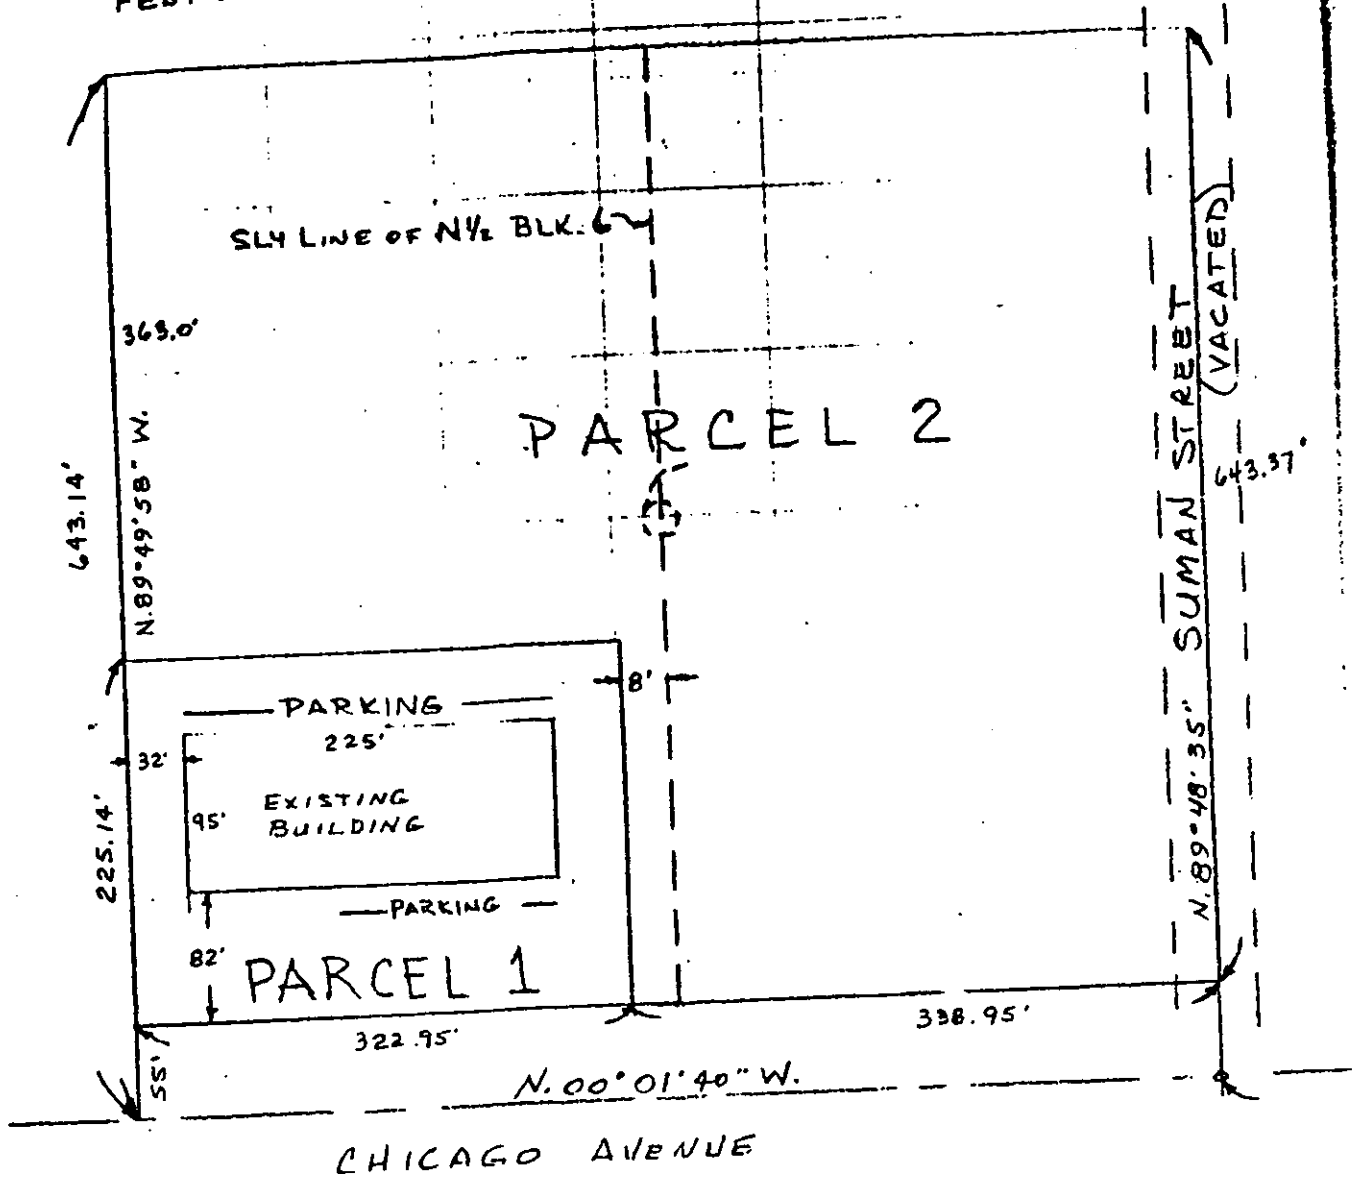 SLY LINE OF N½ BLK. 6
363.0'
PARCEL 2
643.14'
N.89°49'58" W.
SUMAN STREET
(VACATED)
643.37'
N.89°48'35"
8'
PARKING
225'
32'
EXISTING
BUILDING
95'
225.14'
PARKING
82'
PARCEL 1
322.95'
338.95'
55'
N.00°01'40" W.
CHICAGO AVENUE